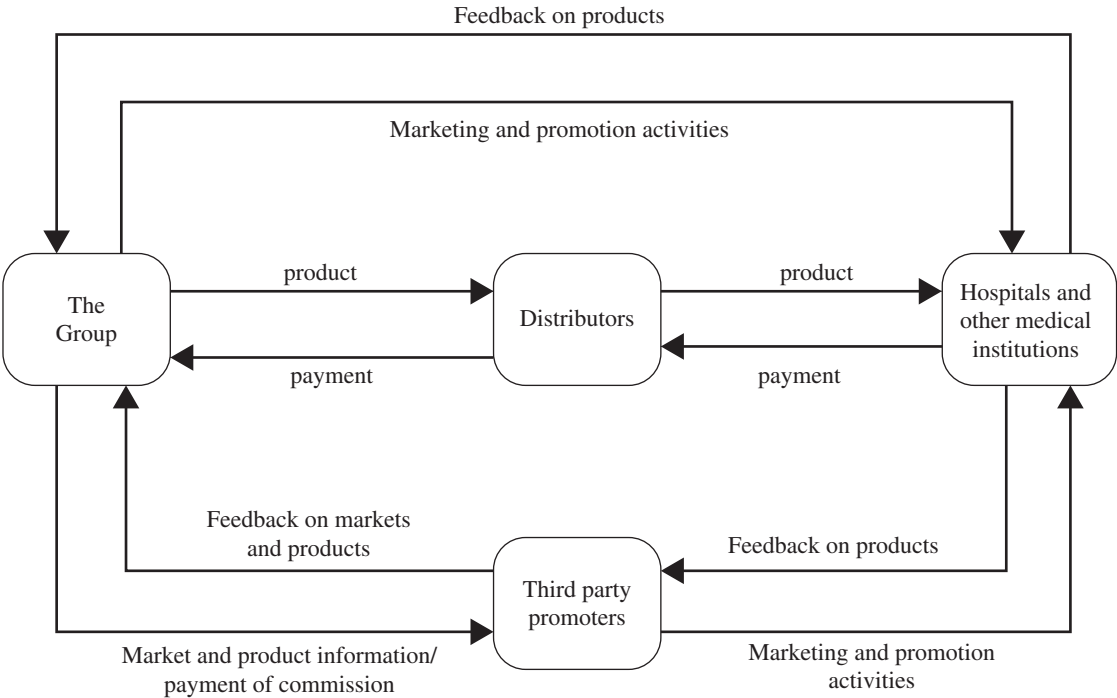 Feedback on products
Marketing and promotion activities
product
product
The
Group
Distributors
Hospitals and
other medical
institutions
payment
payment
Feedback on markets
and products
Feedback on products
Third party
promoters
Market and product information/
payment of commission
Marketing and promotion
activities